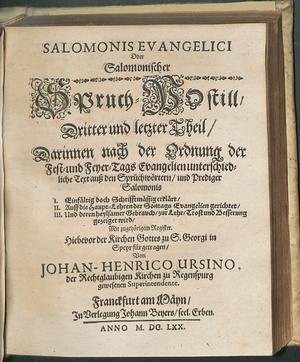 SALOMONIS EVANGELICI
Oder
Salomonischer
Spruch-Postill/
Dritter und letzter Theil/
Darinnen nach der Ordnung der
Fest und Feyer-Tags Evangelien unterschied-
liche Text auß den Sprüchwörten/ und Prediger
Salomonis
I. Einfältig doch Schrifftmässig erklärt/
II. Auff die Haupt-Lehren der Sontags Evangelien gerichtet/
III. Und deren heylsamer Gebrauch/ zur Lehr/ Trost und Besserung
gezeiget wird/
Mit zugehörigem Register.
Hiebevor der Kirchen Gottes zu S. Georgi in
Speyr fürgetragen/
Von
JOHAN-HENRICO URSINO,
der Rechtglaubigen Kirchen zu Regenspurg
gewesenen Superintendente.
Franckfurt am Mäyn/
In Verlegung Johann Beyers/ seel. Erben.
ANNO M. DC. LXX.